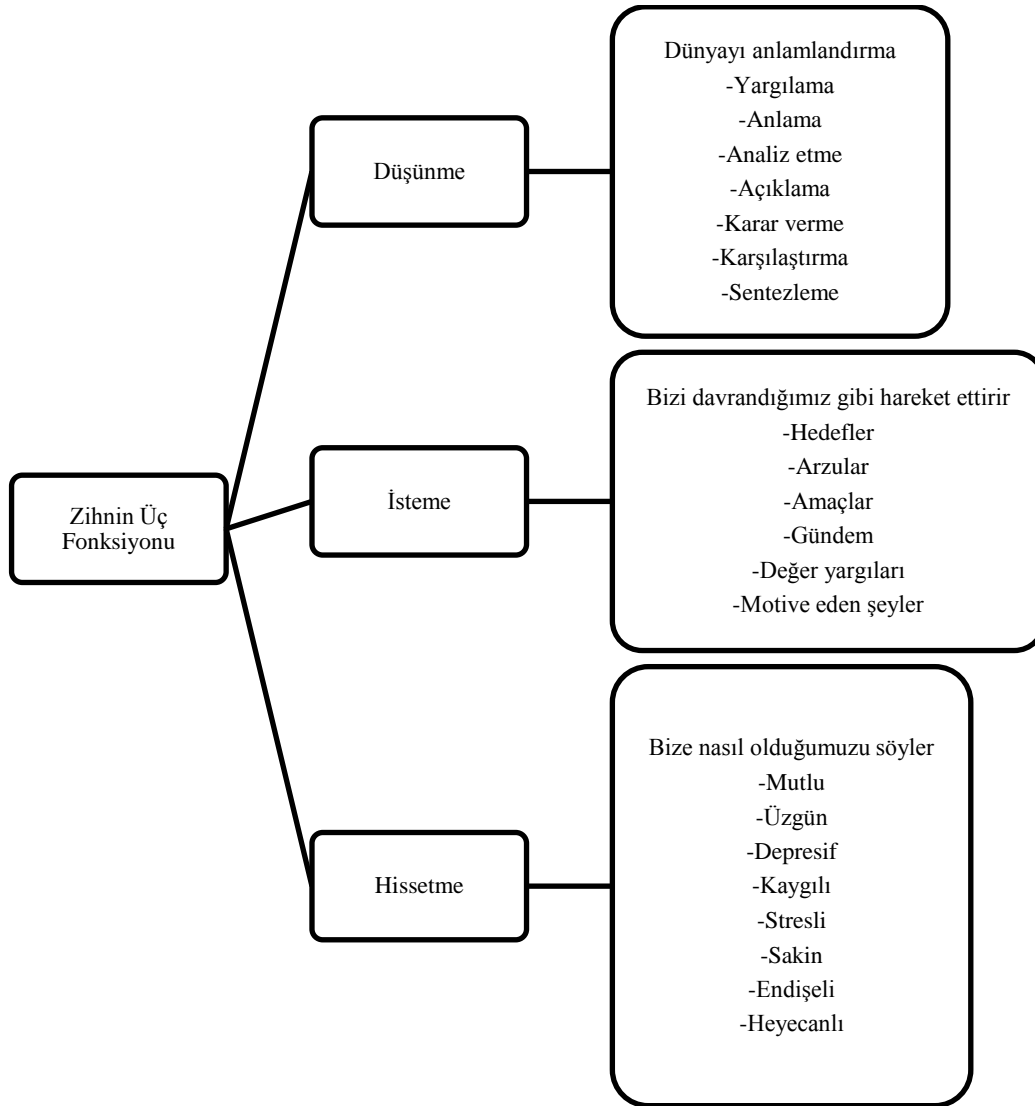 Zihnin Üç
Fonksiyonu
Düşünme
Dünyayı anlamlandırma
-Yargılama
-Anlama
-Analiz etme
-Açıklama
-Karar verme
-Karşılaştırma
-Sentezleme
İsteme
Bizi davrandığımız gibi hareket ettirir
-Hedefler
-Arzular
-Amaçlar
-Gündem
-Değer yargıları
-Motive eden şeyler
Hissetme
Bize nasıl olduğumuzu söyler
-Mutlu
-Üzgün
-Depresif
-Kaygılı
-Stresli
-Sakin
-Endişeli
-Heyecanlı